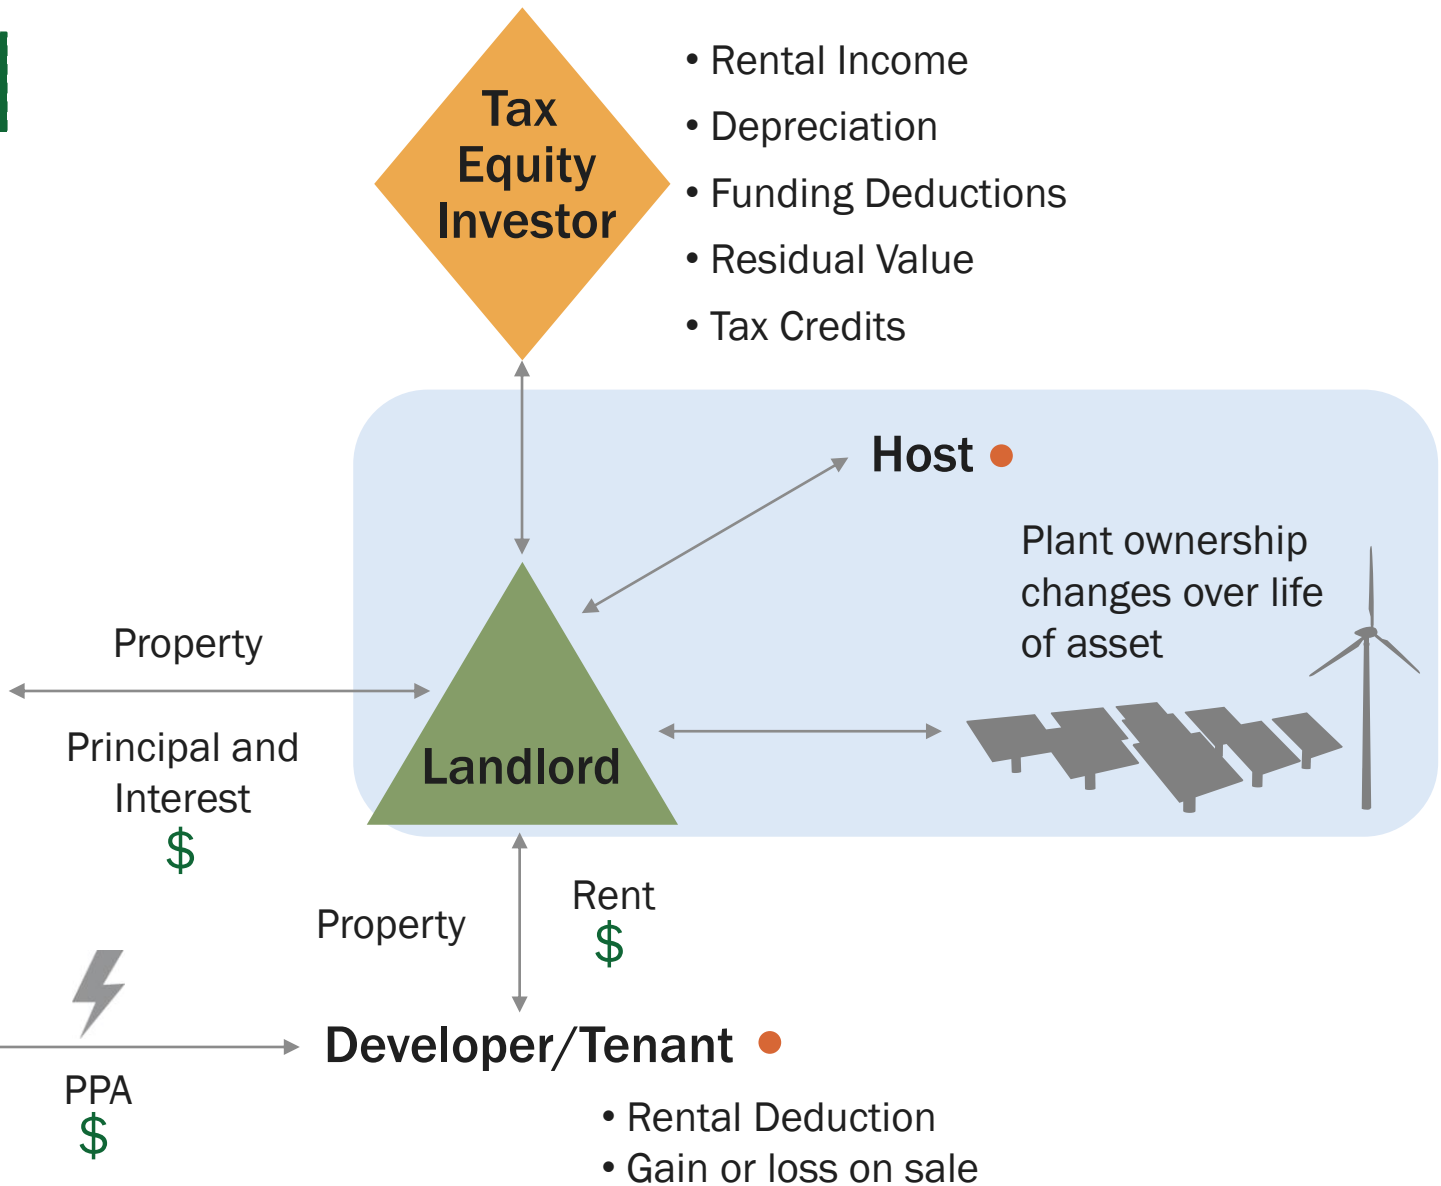 Tax
Equity
Investor
• Rental Income
• Depreciation
• Funding Deductions
• Residual Value
• Tax Credits
Host
Plant ownership
changes over life
of asset
Property
Principal and
Interest
$
Landlord
Property
Rent
$
Developer/Tenant
PPA
$
• Rental Deduction
• Gain or loss on sale